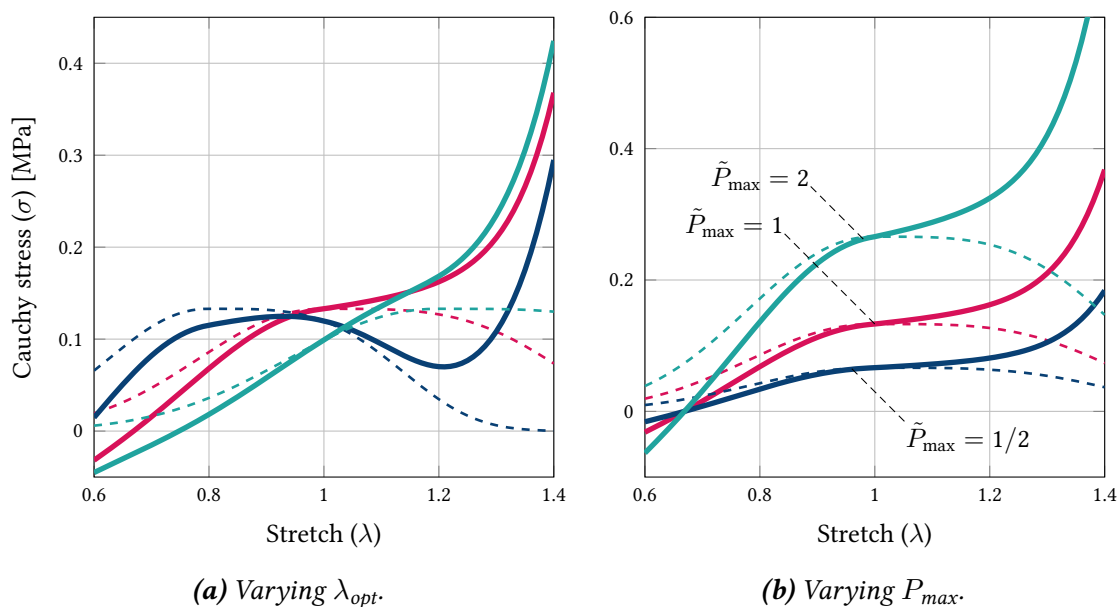 Cauchy stress (σ) [MPa]
0.4
0.3
0.2
0.1
0
0.6 0.8 1 1.2 1.4
Stretch (λ)
(a) Varying λopt.
0.6
0.4
0.2
0
P̃max = 2
P̃max = 1
P̃max = 1/2
0.6 0.8 1 1.2 1.4
Stretch (λ)
(b) Varying Pmax.